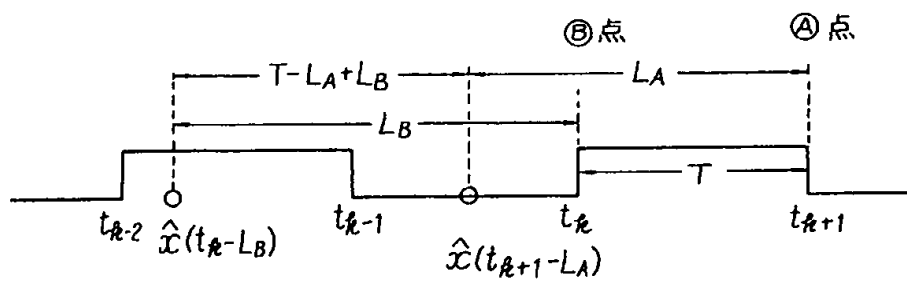 Ⓑ点 Ⓐ点
T-L_A+L_B L_A
L_B
T
t_{k-2} x̂(t_k-L_B) t_{k-1} x̂(t_{k+1}-L_A) t_k t_{k+1}